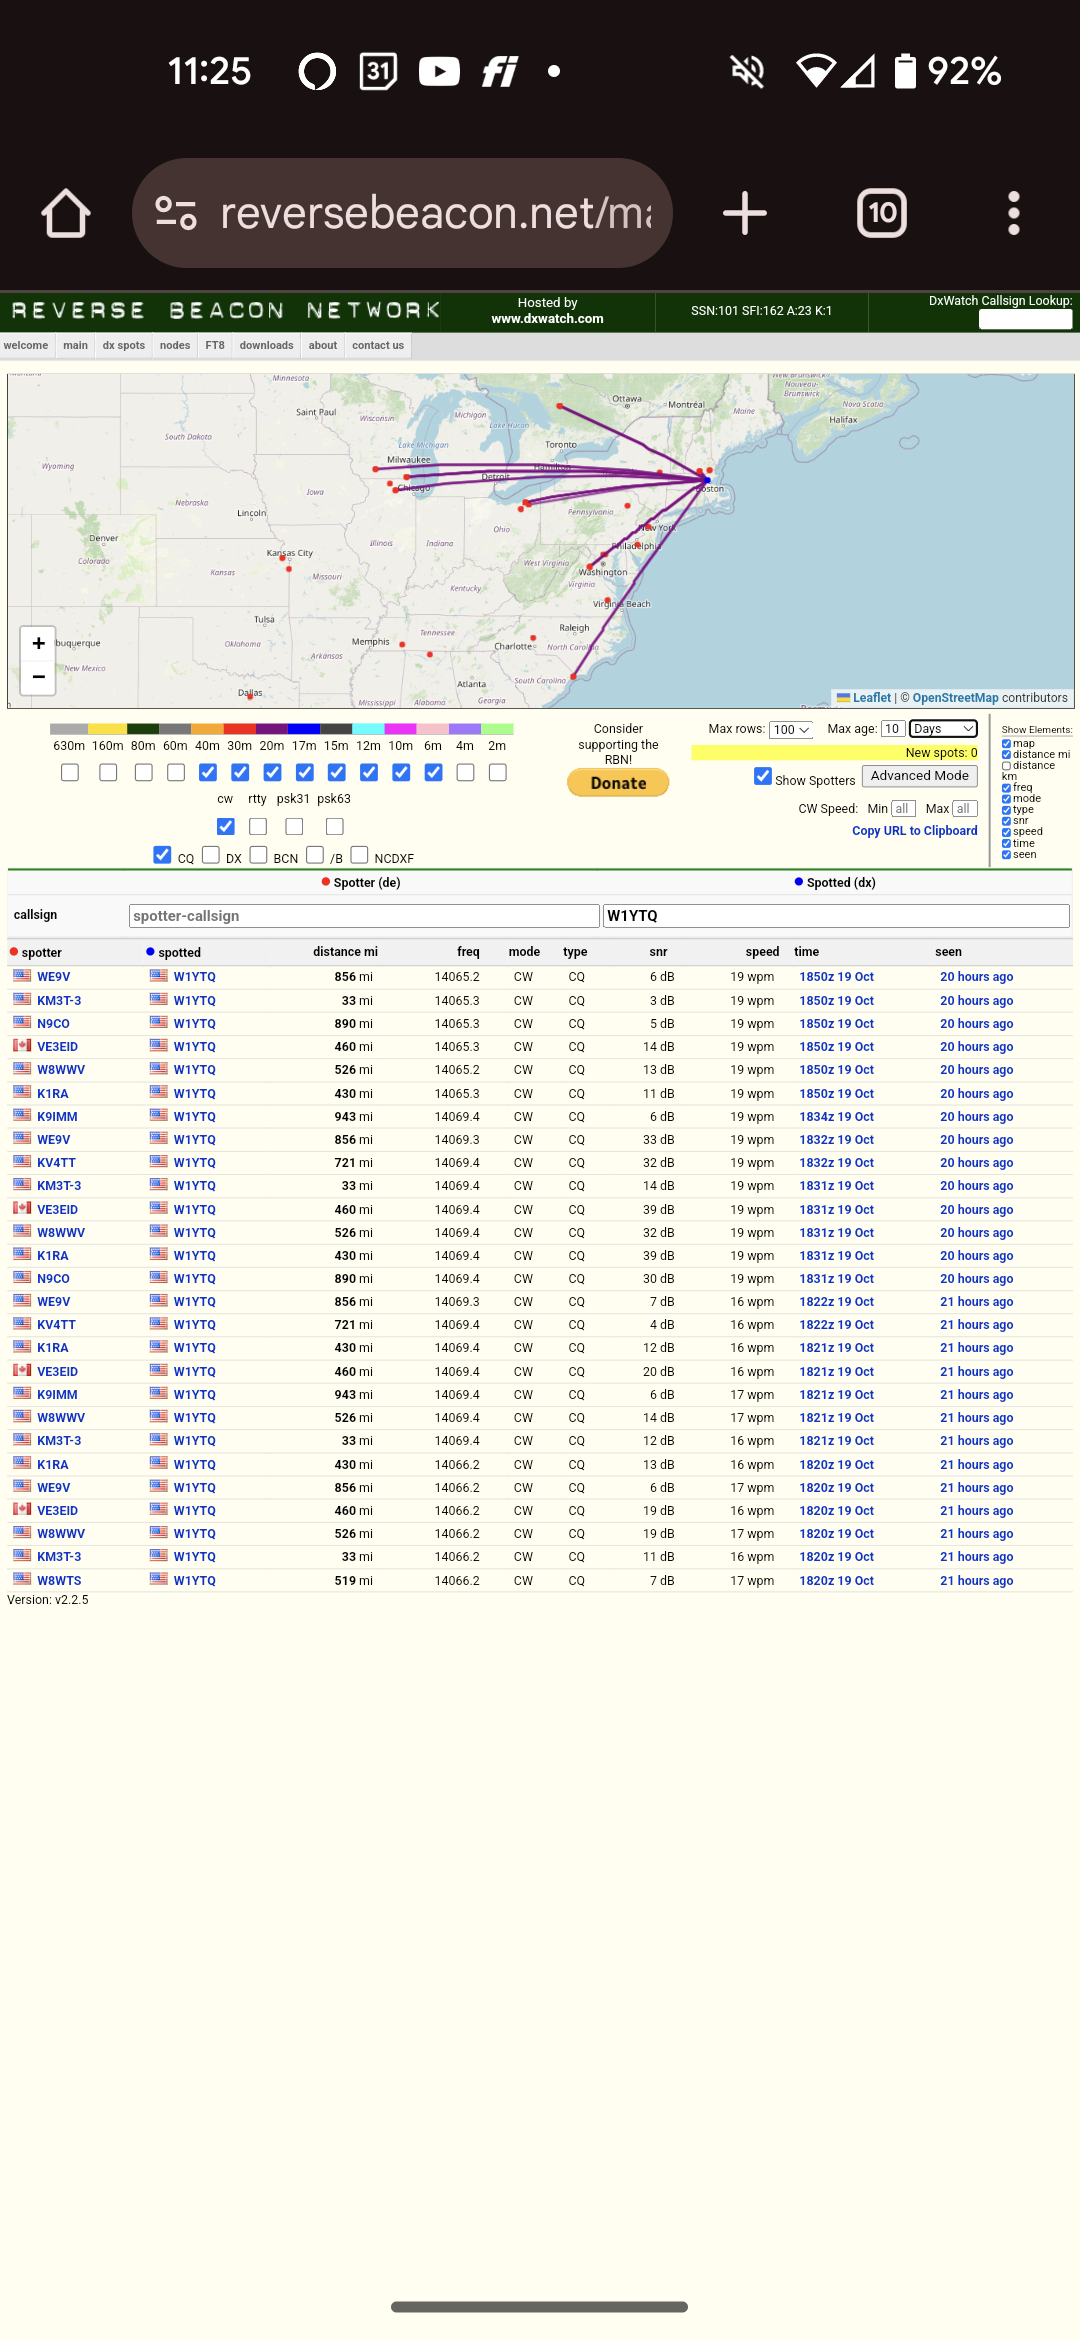 11:25 31 fi 92%
reversebeacon.net/ma 10
REVERSE BEACON NETWORK
Hosted by
www.dxwatch.com
SSN:101 SFI:162 A:23 K:1
DxWatch Callsign Lookup:
welcome main dx spots nodes FT8 downloads about contact us
Minnesota
Ottawa
Montréal
Maine
New Brunswick /
Nouveau-
Brunswick
Nova Scotia
Halifax
Saint Paul
Wisconsin
Michigan
Lake Huron
South Dakota
Lake Michigan
Toronto
Milwaukee
Hamilton
Wyoming
Detroit
Chicago
Boston
Iowa
Nebraska
Lincoln
Pennsylvania
New York
Ohio
Denver
Illinois
Indiana
Philadelphia
Kansas City
Colorado
West Virginia
Washington
Kansas
Missouri
Virginia
Kentucky
Virginia Beach
Tulsa
Raleigh
+
buquerque
Oklahoma
Memphis
Tennessee
Charlotte
North Carolina
Arkansas
New Mexico
−
Atlanta
South Carolina
Dallas
Mississippi
Alabama
Georgia
Leaflet | © OpenStreetMap contributors
630m 160m 80m 60m 40m 30m 20m 17m 15m 12m 10m 6m 4m 2m
cw rtty psk31 psk63
CQ DX BCN /B NCDXF
Consider
supporting the
RBN!
Donate
Max rows: 100 Max age: 10 Days
New spots: 0
Show Spotters Advanced Mode
CW Speed: Min all Max all
Copy URL to Clipboard
Show Elements:
map
distance mi
distance
km
freq
mode
type
snr
speed
time
seen
Spotter (de) Spotted (dx)
callsign spotter-callsign W1YTQ
spotter spotted distance mi freq mode type snr speed time seen
WE9V W1YTQ 856 mi 14065.2 CW CQ 6 dB 19 wpm 1850z 19 Oct 20 hours ago
KM3T-3 W1YTQ 33 mi 14065.3 CW CQ 3 dB 19 wpm 1850z 19 Oct 20 hours ago
N9CO W1YTQ 890 mi 14065.3 CW CQ 5 dB 19 wpm 1850z 19 Oct 20 hours ago
VE3EID W1YTQ 460 mi 14065.3 CW CQ 14 dB 19 wpm 1850z 19 Oct 20 hours ago
W8WWV W1YTQ 526 mi 14065.2 CW CQ 13 dB 19 wpm 1850z 19 Oct 20 hours ago
K1RA W1YTQ 430 mi 14065.3 CW CQ 11 dB 19 wpm 1850z 19 Oct 20 hours ago
K9IMM W1YTQ 943 mi 14069.4 CW CQ 6 dB 19 wpm 1834z 19 Oct 20 hours ago
WE9V W1YTQ 856 mi 14069.3 CW CQ 33 dB 19 wpm 1832z 19 Oct 20 hours ago
KV4TT W1YTQ 721 mi 14069.4 CW CQ 32 dB 19 wpm 1832z 19 Oct 20 hours ago
KM3T-3 W1YTQ 33 mi 14069.4 CW CQ 14 dB 19 wpm 1831z 19 Oct 20 hours ago
VE3EID W1YTQ 460 mi 14069.4 CW CQ 39 dB 19 wpm 1831z 19 Oct 20 hours ago
W8WWV W1YTQ 526 mi 14069.4 CW CQ 32 dB 19 wpm 1831z 19 Oct 20 hours ago
K1RA W1YTQ 430 mi 14069.4 CW CQ 39 dB 19 wpm 1831z 19 Oct 20 hours ago
N9CO W1YTQ 890 mi 14069.4 CW CQ 30 dB 19 wpm 1831z 19 Oct 20 hours ago
WE9V W1YTQ 856 mi 14069.3 CW CQ 7 dB 16 wpm 1822z 19 Oct 21 hours ago
KV4TT W1YTQ 721 mi 14069.4 CW CQ 4 dB 16 wpm 1822z 19 Oct 21 hours ago
K1RA W1YTQ 430 mi 14069.4 CW CQ 12 dB 16 wpm 1821z 19 Oct 21 hours ago
VE3EID W1YTQ 460 mi 14069.4 CW CQ 20 dB 16 wpm 1821z 19 Oct 21 hours ago
K9IMM W1YTQ 943 mi 14069.4 CW CQ 6 dB 17 wpm 1821z 19 Oct 21 hours ago
W8WWV W1YTQ 526 mi 14069.4 CW CQ 14 dB 17 wpm 1821z 19 Oct 21 hours ago
KM3T-3 W1YTQ 33 mi 14069.4 CW CQ 12 dB 16 wpm 1821z 19 Oct 21 hours ago
K1RA W1YTQ 430 mi 14066.2 CW CQ 13 dB 16 wpm 1820z 19 Oct 21 hours ago
WE9V W1YTQ 856 mi 14066.2 CW CQ 6 dB 17 wpm 1820z 19 Oct 21 hours ago
VE3EID W1YTQ 460 mi 14066.2 CW CQ 19 dB 16 wpm 1820z 19 Oct 21 hours ago
W8WWV W1YTQ 526 mi 14066.2 CW CQ 19 dB 17 wpm 1820z 19 Oct 21 hours ago
KM3T-3 W1YTQ 33 mi 14066.2 CW CQ 11 dB 16 wpm 1820z 19 Oct 21 hours ago
W8WTS W1YTQ 519 mi 14066.2 CW CQ 7 dB 17 wpm 1820z 19 Oct 21 hours ago
Version: v2.2.5